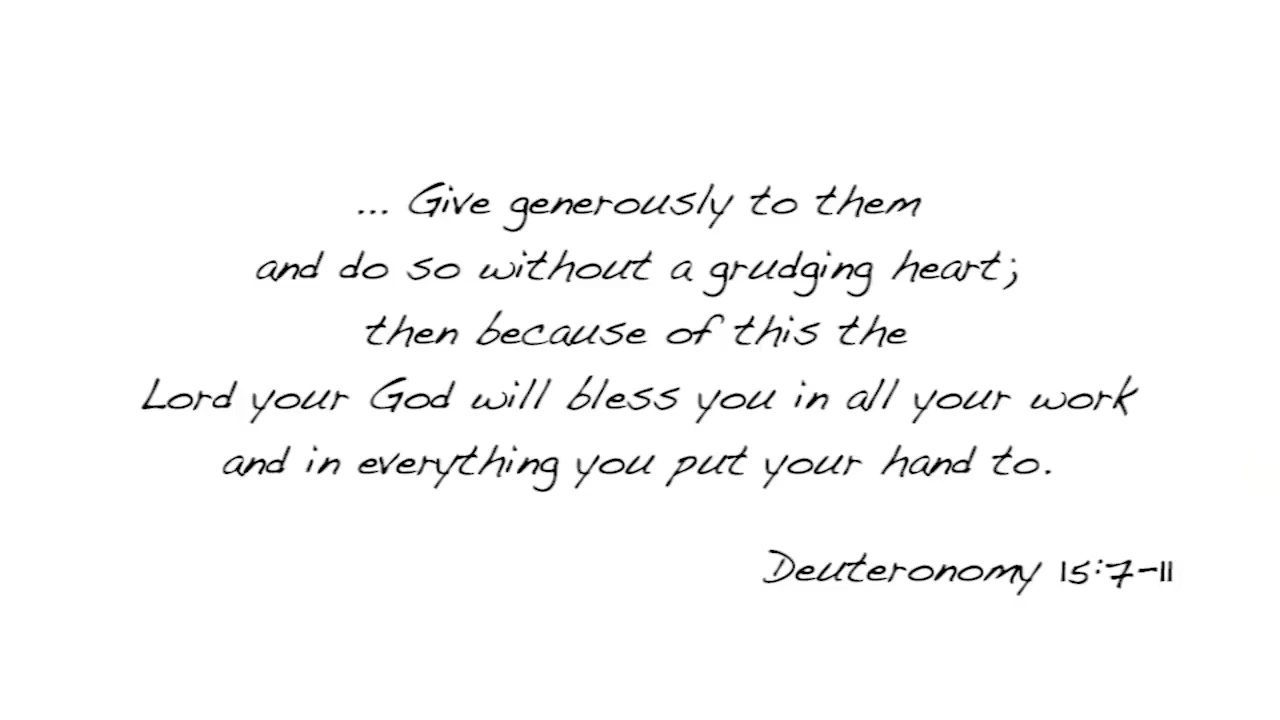 ... Give generously to them
and do so without a grudging heart;
then because of this the
Lord your God will bless you in all your work
and in everything you put your hand to.
Deuteronomy 15:7-11